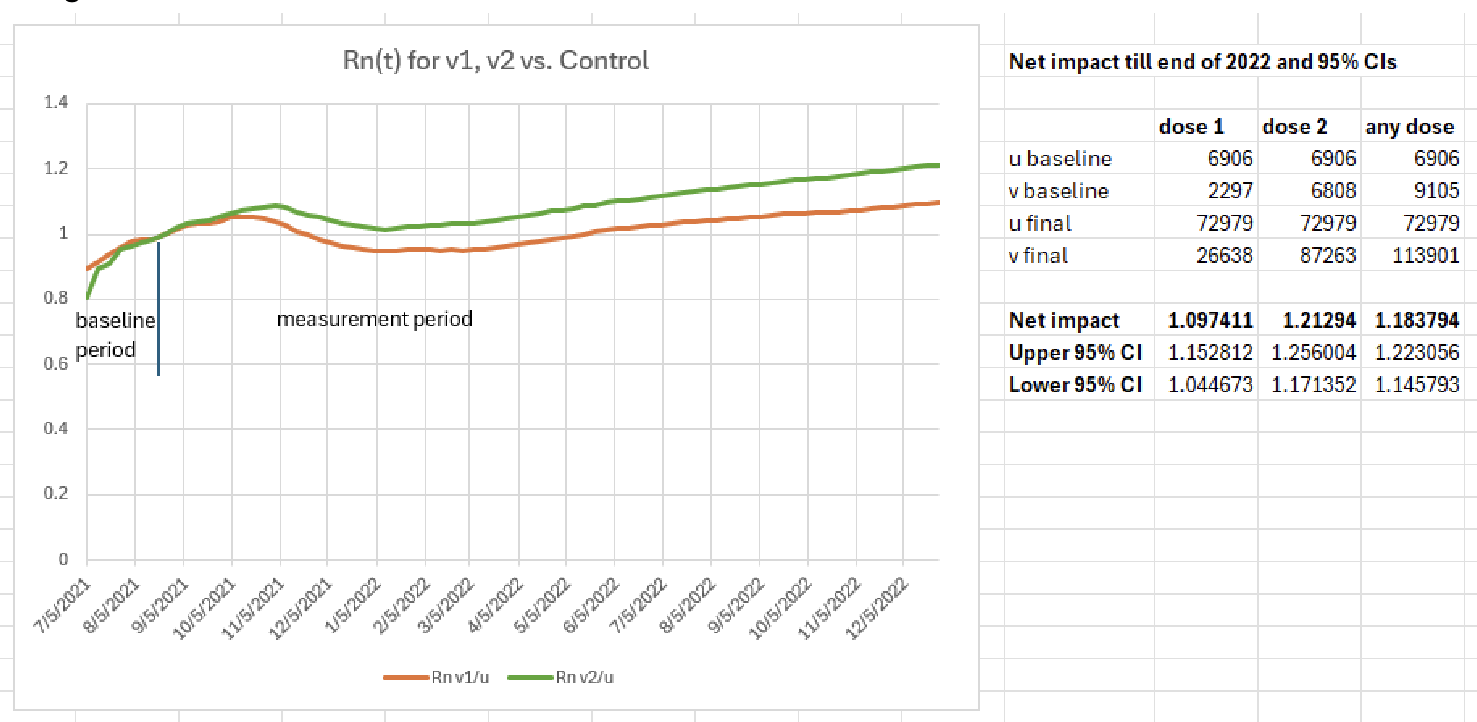 Rn(t) for v1, v2 vs. Control
1.4
1.2
1
0.8
0.6
0.4
0.2
0
baseline
period
measurement period
7/5/2021
8/5/2021
9/5/2021
10/5/2021
11/5/2021
12/5/2021
1/5/2022
2/5/2022
3/5/2022
4/5/2022
5/5/2022
6/5/2022
7/5/2022
8/5/2022
9/5/2022
10/5/2022
11/5/2022
12/5/2022
Rn v1/u Rn v2/u
Net impact till end of 2022 and 95% CIs
dose 1 dose 2 any dose
u baseline 6906 6906 6906
v baseline 2297 6808 9105
u final 72979 72979 72979
v final 26638 87263 113901
Net impact 1.097411 1.21294 1.183794
Upper 95% CI 1.152812 1.256004 1.223056
Lower 95% CI 1.044673 1.171352 1.145793